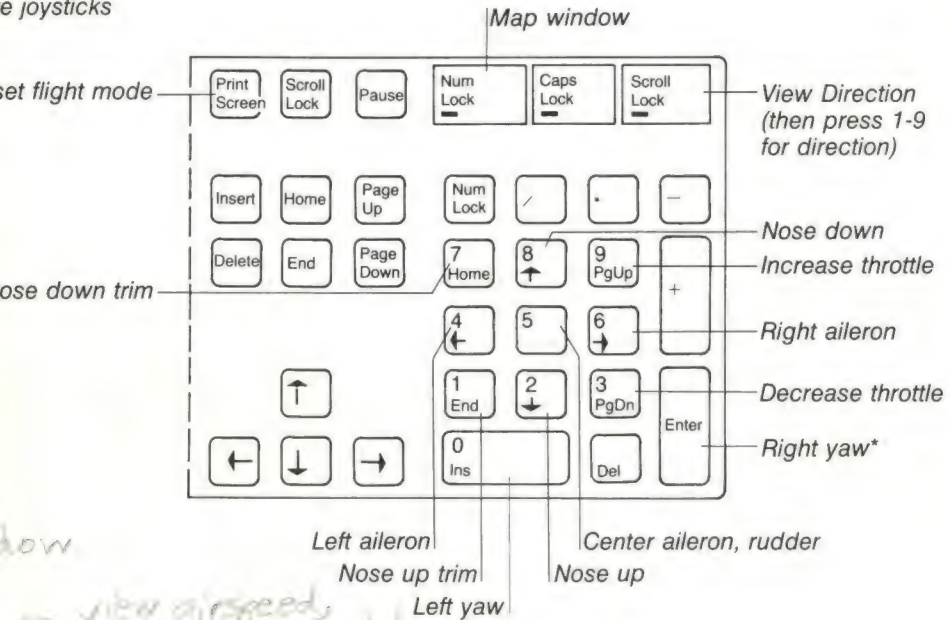 e joysticks
Map window
set flight mode
Print
Screen
Scroll
Lock
Pause
Num
Lock
Caps
Lock
Scroll
Lock
View Direction
(then press 1-9
for direction)
Insert
Home
Page
Up
Num
Lock
/
•
—
Nose down
Delete
End
Page
Down
7
Home
8
↑
9
PgUp
+
Increase throttle
ose down trim
4
←
5
6
→
Right aileron
↑
1
End
2
↓
3
PgDn
Enter
Decrease throttle
←
↓
→
0
Ins
Del
Right yaw*
Left aileron
Center aileron, rudder
Nose up trim
Nose up
Left yaw
dow
view airspeed,